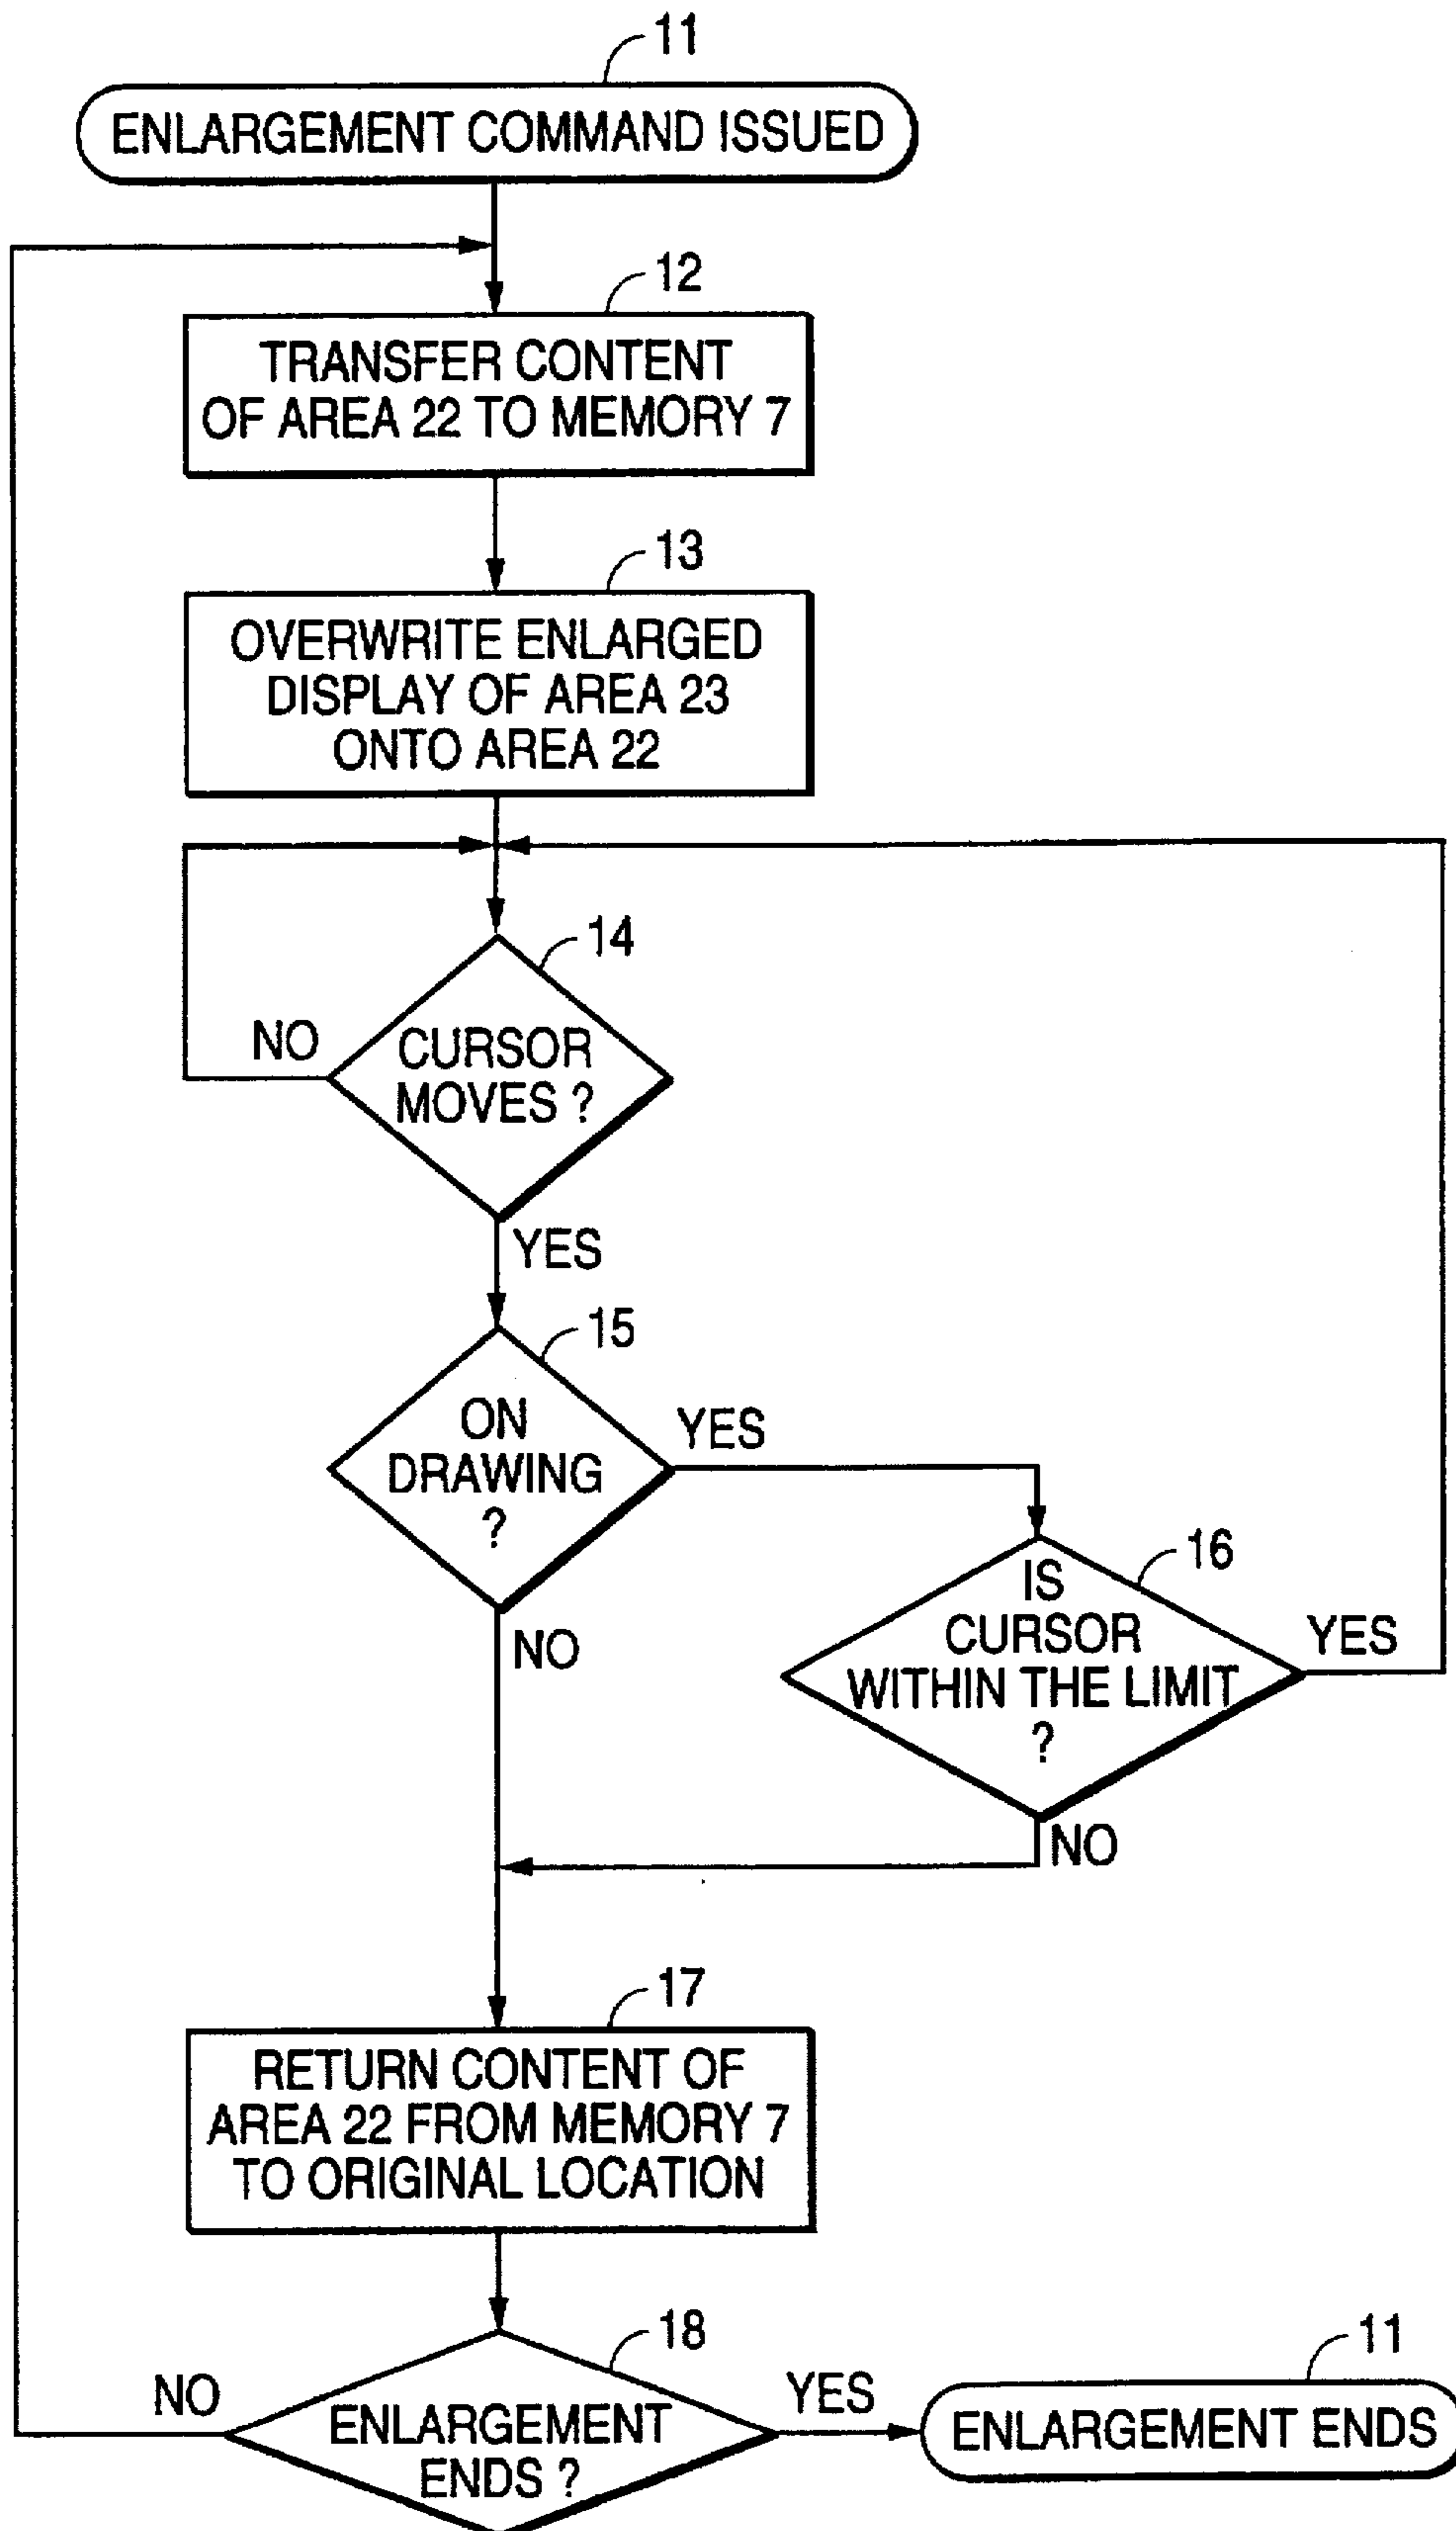 11
ENLARGEMENT COMMAND ISSUED
12
TRANSFER CONTENT
OF AREA 22 TO MEMORY 7
13
OVERWRITE ENLARGED
DISPLAY OF AREA 23
ONTO AREA 22
14
NO
CURSOR
MOVES ?
YES
15
ON
DRAWING
?
YES
NO
16
IS
CURSOR
WITHIN THE LIMIT
?
YES
NO
17
RETURN CONTENT OF
AREA 22 FROM MEMORY 7
TO ORIGINAL LOCATION
18
NO
ENLARGEMENT
ENDS ?
YES
11
ENLARGEMENT ENDS